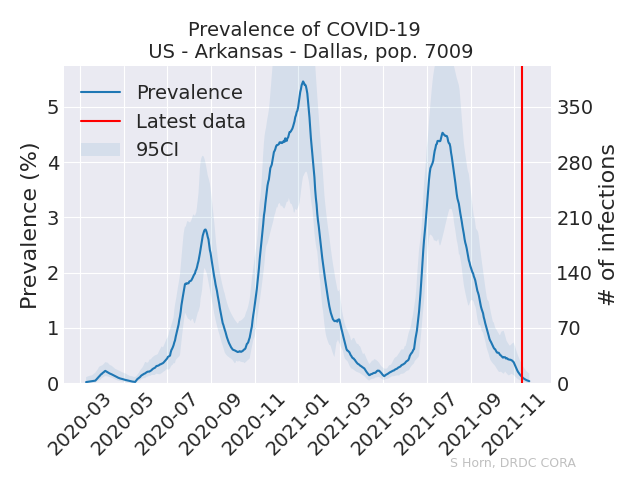 Prevalence of COVID-19
US - Arkansas - Dallas, pop. 7009
Prevalence
Latest data
95CI
Prevalence (%)
5
4
3
2
1
0
350
280
210
140
70
0
# of infections
2020-03
2020-05
2020-07
2020-09
2020-11
2021-01
2021-03
2021-05
2021-07
2021-09
2021-11
S Horn, DRDC CORA